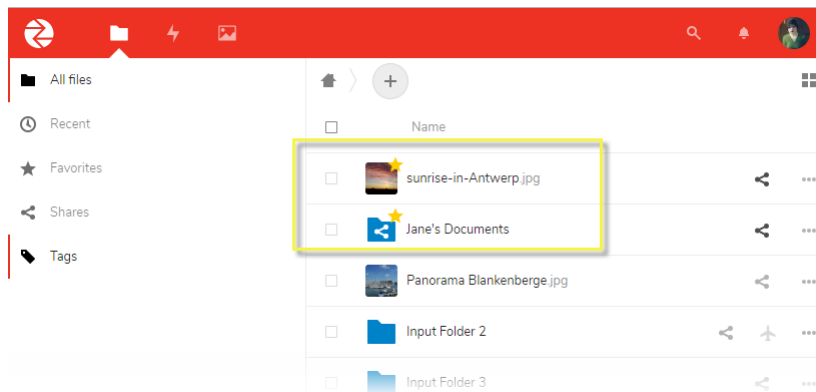 All files
Recent
Favorites
Shares
Tags
Name
sunrise-in-Antwerp.jpg
Jane's Documents
Panorama Blankenberge.jpg
Input Folder 2
Input Folder 3